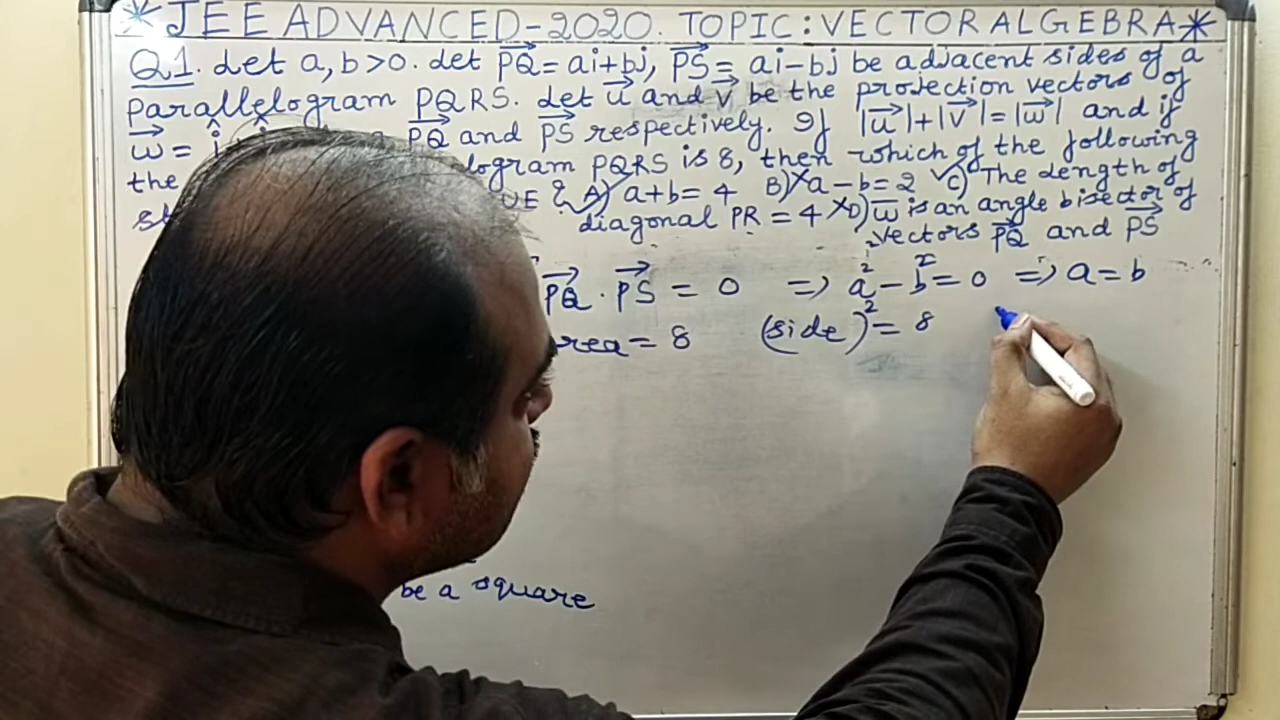 *JEE ADVANCED-2020. TOPIC: VECTOR ALGEBRA*
Q1. Let a, b >0. Let PQ→ = ai+bj, PS→ = ai-bj be adjacent sides of a
Parallelogram PQRS. Let u→ and v→ be the projection vectors of
w→ = î PQ→ and PS→ respectively. If |u→|+|v→|=|w→| and if
the logram PQRS is 8, then which of the following
UE ? A) a+b=4 B) a-b=2 C) The Length of
diagonal PR = 4 D) w→ is an angle bisector of
vectors PQ→ and PS→
PQ→ . PS→ = 0 => a²-b²=0 => a=b
rea = 8 (side)² = 8
be a square